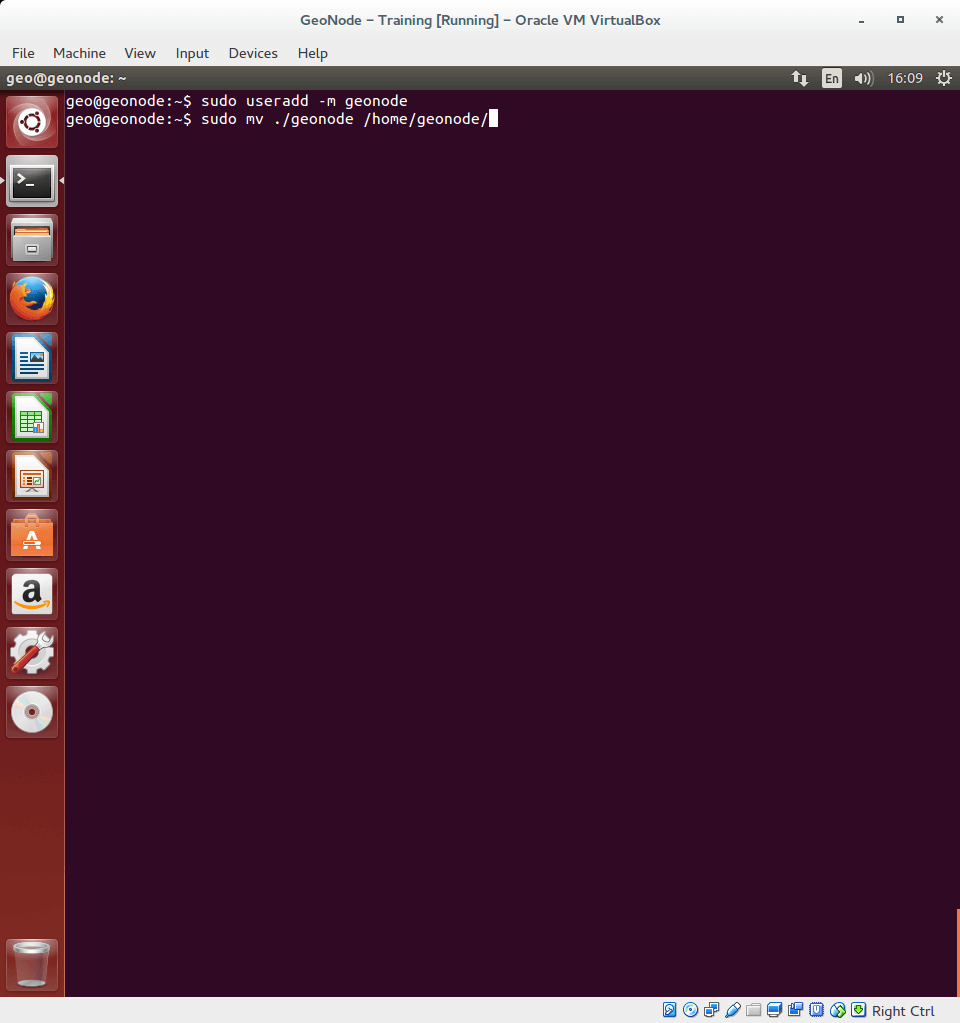 GeoNode – Training [Running] – Oracle VM VirtualBox
File Machine View Input Devices Help
geo@geonode: ~ En 16:09
geo@geonode:~$ sudo useradd -m geonode
geo@geonode:~$ sudo mv ./geonode /home/geonode/
>_
A
a
Right Ctrl